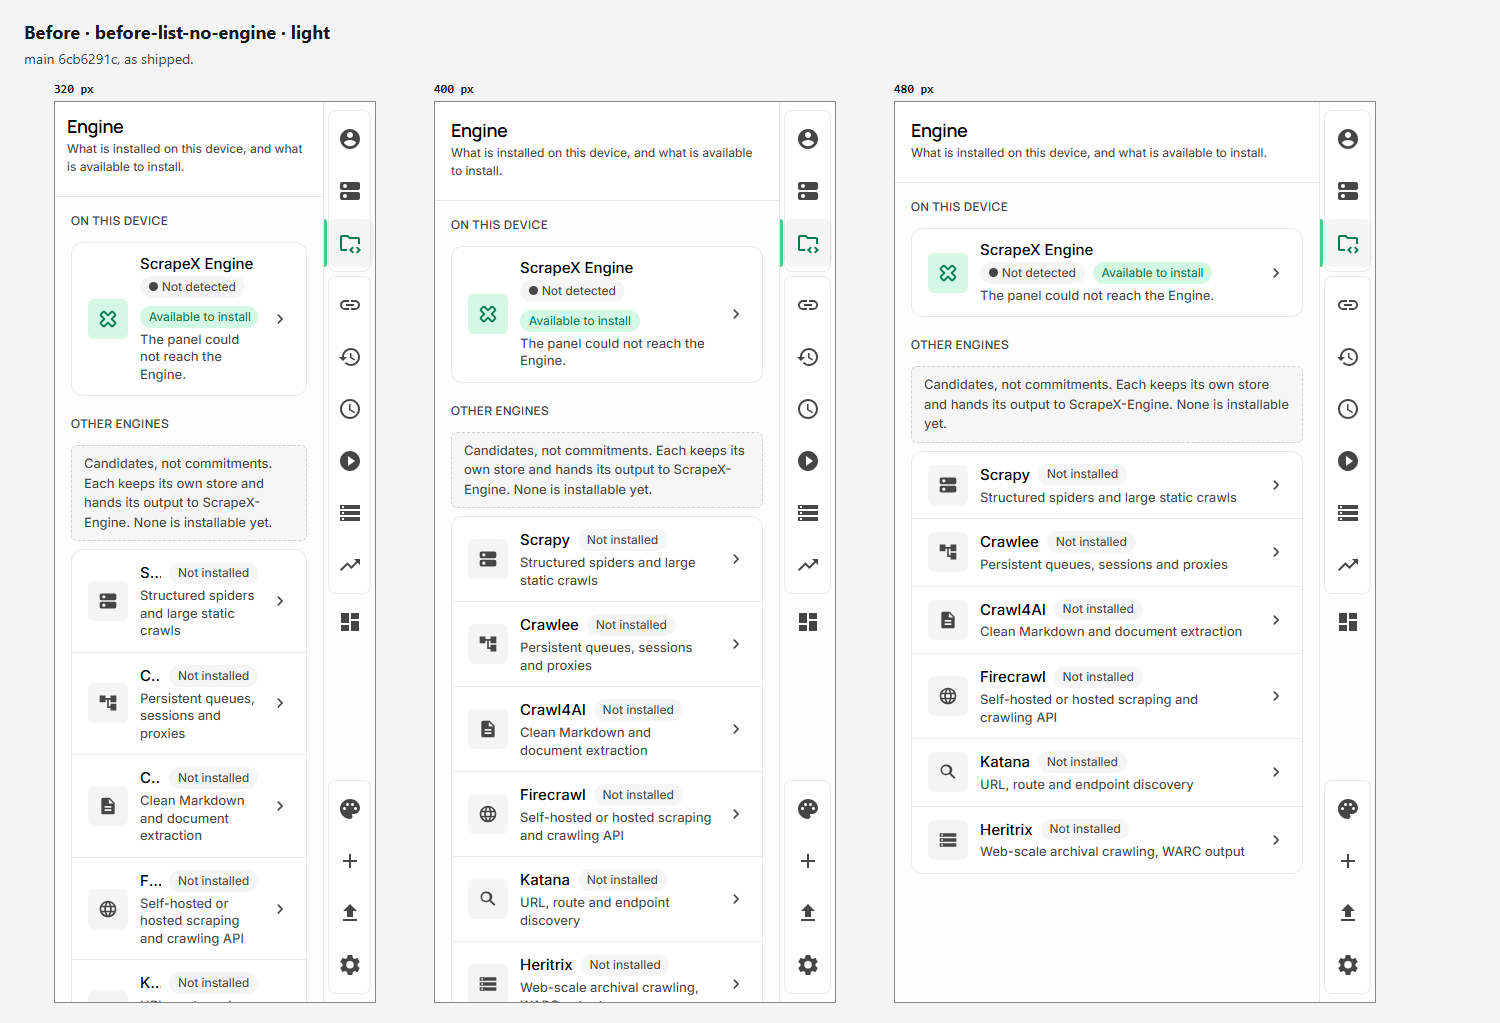 Before · before-list-no-engine · light
main 6cb6291c, as shipped.
320 px
Engine
What is installed on this device, and what
is available to install.
ON THIS DEVICE
ScrapeX Engine
Not detected
Available to install
The panel could
not reach the
Engine.
OTHER ENGINES
Candidates, not commitments.
Each keeps its own store and
hands its output to ScrapeX-
Engine. None is installable yet.
S... Not installed
Structured spiders
and large static
crawls
C.. Not installed
Persistent queues,
sessions and
proxies
C.. Not installed
Clean Markdown
and document
extraction
F... Not installed
Self-hosted or
hosted scraping
and crawling API
K... Not installed
400 px
Engine
What is installed on this device, and what is available
to install.
ON THIS DEVICE
ScrapeX Engine
Not detected
Available to install
The panel could not reach the
Engine.
OTHER ENGINES
Candidates, not commitments. Each keeps its
own store and hands its output to ScrapeX-
Engine. None is installable yet.
Scrapy Not installed
Structured spiders and large
static crawls
Crawlee Not installed
Persistent queues, sessions
and proxies
Crawl4AI Not installed
Clean Markdown and
document extraction
Firecrawl Not installed
Self-hosted or hosted scraping
and crawling API
Katana Not installed
URL, route and endpoint
discovery
Heritrix Not installed
Web-scale archival crawling,
480 px
Engine
What is installed on this device, and what is available to install.
ON THIS DEVICE
ScrapeX Engine
Not detected Available to install
The panel could not reach the Engine.
OTHER ENGINES
Candidates, not commitments. Each keeps its own store
and hands its output to ScrapeX-Engine. None is installable
yet.
Scrapy Not installed
Structured spiders and large static crawls
Crawlee Not installed
Persistent queues, sessions and proxies
Crawl4AI Not installed
Clean Markdown and document extraction
Firecrawl Not installed
Self-hosted or hosted scraping and
crawling API
Katana Not installed
URL, route and endpoint discovery
Heritrix Not installed
Web-scale archival crawling, WARC output